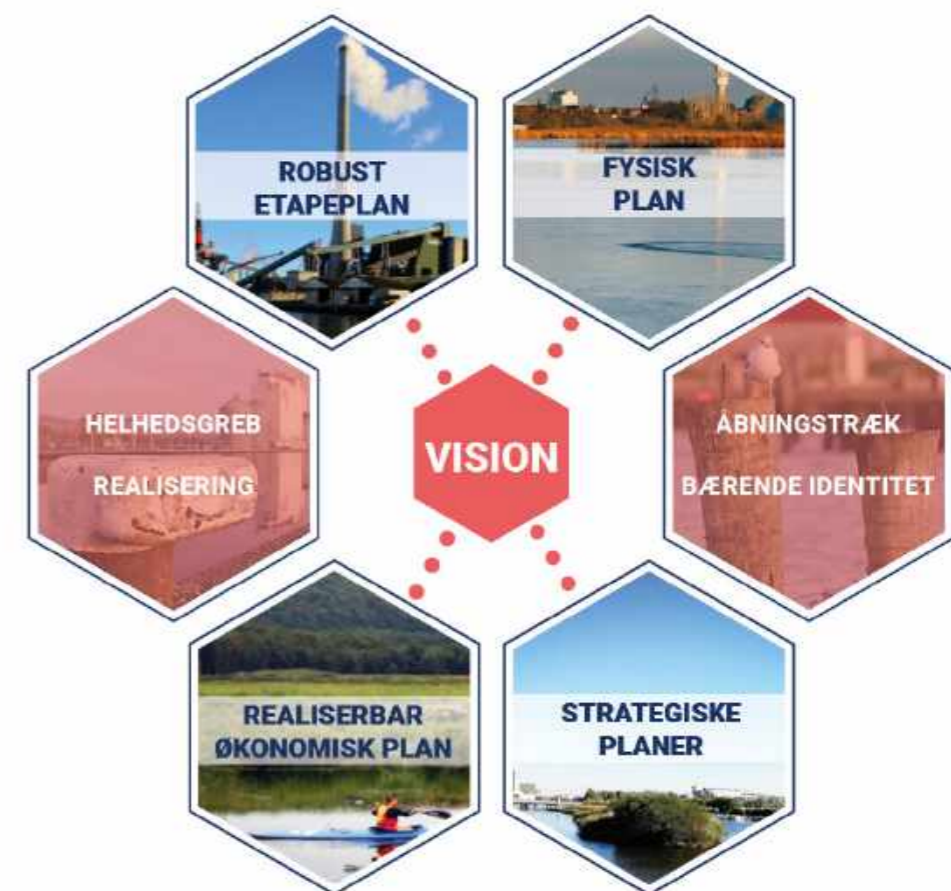 ROBUST
ETAPEPLAN
FYSISK
PLAN
HELHEDSGREB
REALISERING
VISION
ÅBNINGSTRÆK
BÆRENDE IDENTITET
REALISERBAR
ØKONOMISK PLAN
STRATEGISKE
PLANER